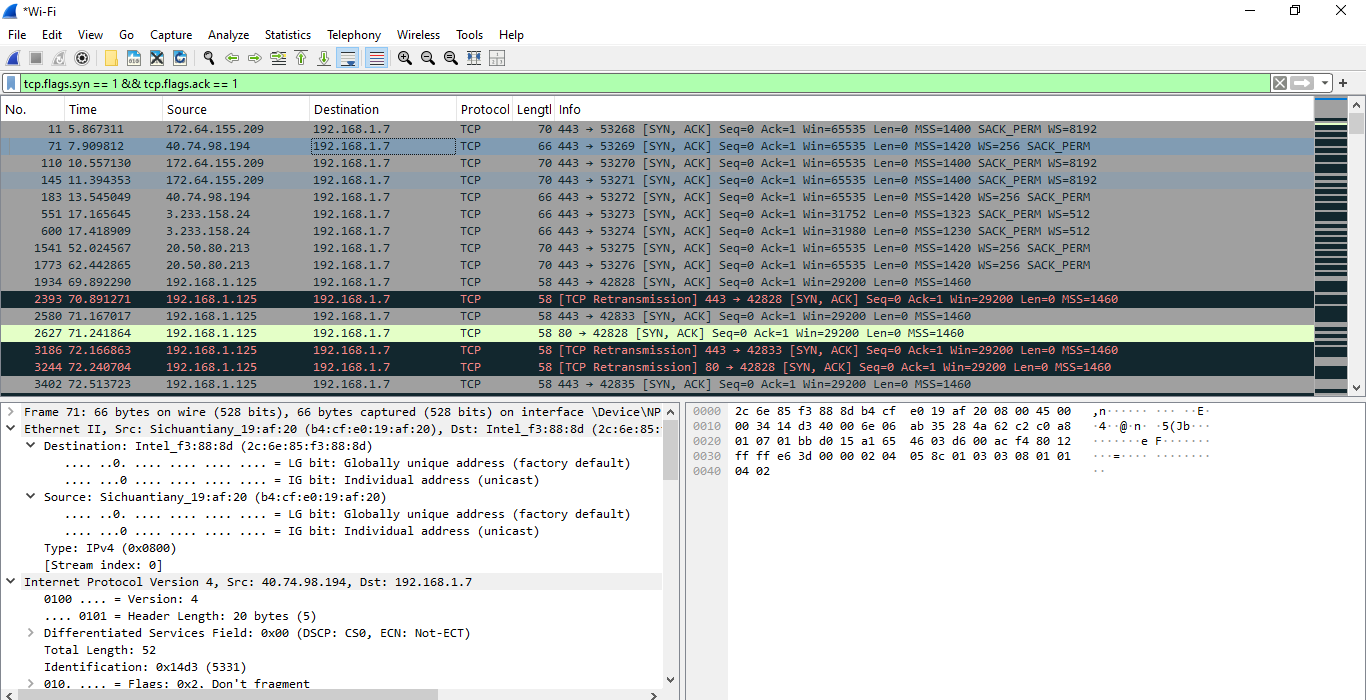 *Wi-Fi
File Edit View Go Capture Analyze Statistics Telephony Wireless Tools Help
tcp.flags.syn == 1 && tcp.flags.ack == 1
No. Time Source Destination Protocol Lengtl Info
11 5.867311 172.64.155.209 192.168.1.7 TCP 70 443 → 53268 [SYN, ACK] Seq=0 Ack=1 Win=65535 Len=0 MSS=1400 SACK_PERM WS=8192
71 7.909812 40.74.98.194 192.168.1.7 TCP 66 443 → 53269 [SYN, ACK] Seq=0 Ack=1 Win=65535 Len=0 MSS=1420 WS=256 SACK_PERM
110 10.557130 172.64.155.209 192.168.1.7 TCP 70 443 → 53270 [SYN, ACK] Seq=0 Ack=1 Win=65535 Len=0 MSS=1400 SACK_PERM WS=8192
145 11.394353 172.64.155.209 192.168.1.7 TCP 70 443 → 53271 [SYN, ACK] Seq=0 Ack=1 Win=65535 Len=0 MSS=1400 SACK_PERM WS=8192
183 13.545049 40.74.98.194 192.168.1.7 TCP 66 443 → 53272 [SYN, ACK] Seq=0 Ack=1 Win=65535 Len=0 MSS=1420 WS=256 SACK_PERM
551 17.165645 3.233.158.24 192.168.1.7 TCP 66 443 → 53273 [SYN, ACK] Seq=0 Ack=1 Win=31752 Len=0 MSS=1323 SACK_PERM WS=512
600 17.418909 3.233.158.24 192.168.1.7 TCP 66 443 → 53274 [SYN, ACK] Seq=0 Ack=1 Win=31980 Len=0 MSS=1230 SACK_PERM WS=512
1541 52.024567 20.50.80.213 192.168.1.7 TCP 70 443 → 53275 [SYN, ACK] Seq=0 Ack=1 Win=65535 Len=0 MSS=1420 WS=256 SACK_PERM
1773 62.442865 20.50.80.213 192.168.1.7 TCP 70 443 → 53276 [SYN, ACK] Seq=0 Ack=1 Win=65535 Len=0 MSS=1420 WS=256 SACK_PERM
1934 69.892290 192.168.1.125 192.168.1.7 TCP 58 443 → 42828 [SYN, ACK] Seq=0 Ack=1 Win=29200 Len=0 MSS=1460
2393 70.891271 192.168.1.125 192.168.1.7 TCP 58 [TCP Retransmission] 443 → 42828 [SYN, ACK] Seq=0 Ack=1 Win=29200 Len=0 MSS=1460
2580 71.167017 192.168.1.125 192.168.1.7 TCP 58 443 → 42833 [SYN, ACK] Seq=0 Ack=1 Win=29200 Len=0 MSS=1460
2627 71.241864 192.168.1.125 192.168.1.7 TCP 58 80 → 42828 [SYN, ACK] Seq=0 Ack=1 Win=29200 Len=0 MSS=1460
3186 72.166863 192.168.1.125 192.168.1.7 TCP 58 [TCP Retransmission] 443 → 42833 [SYN, ACK] Seq=0 Ack=1 Win=29200 Len=0 MSS=1460
3244 72.240704 192.168.1.125 192.168.1.7 TCP 58 [TCP Retransmission] 80 → 42828 [SYN, ACK] Seq=0 Ack=1 Win=29200 Len=0 MSS=1460
3402 72.513723 192.168.1.125 192.168.1.7 TCP 58 443 → 42835 [SYN, ACK] Seq=0 Ack=1 Win=29200 Len=0 MSS=1460
Frame 71: 66 bytes on wire (528 bits), 66 bytes captured (528 bits) on interface \Device\NP
Ethernet II, Src: Sichuantiany_19:af:20 (b4:cf:e0:19:af:20), Dst: Intel_f3:88:8d (2c:6e:85:
Destination: Intel_f3:88:8d (2c:6e:85:f3:88:8d)
.... ..0. .... .... .... .... = LG bit: Globally unique address (factory default)
.... ...0 .... .... .... .... = IG bit: Individual address (unicast)
Source: Sichuantiany_19:af:20 (b4:cf:e0:19:af:20)
.... ..0. .... .... .... .... = LG bit: Globally unique address (factory default)
.... ...0 .... .... .... .... = IG bit: Individual address (unicast)
Type: IPv4 (0x0800)
[Stream index: 0]
Internet Protocol Version 4, Src: 40.74.98.194, Dst: 192.168.1.7
0100 .... = Version: 4
.... 0101 = Header Length: 20 bytes (5)
Differentiated Services Field: 0x00 (DSCP: CS0, ECN: Not-ECT)
Total Length: 52
Identification: 0x14d3 (5331)
010. .... = Flags: 0x2, Don't fragment
0000 2c 6e 85 f3 88 8d b4 cf e0 19 af 20 08 00 45 00 ,n······ ··· ··E·
0010 00 34 14 d3 40 00 6e 06 ab 35 28 4a 62 c2 c0 a8 ·4··@·n· ·5(Jb···
0020 01 07 01 bb d0 15 a1 65 46 03 d6 00 ac f4 80 12 ·······e F·······
0030 ff ff e6 3d 00 00 02 04 05 8c 01 03 03 08 01 01 ···=···· ········
0040 04 02 ··